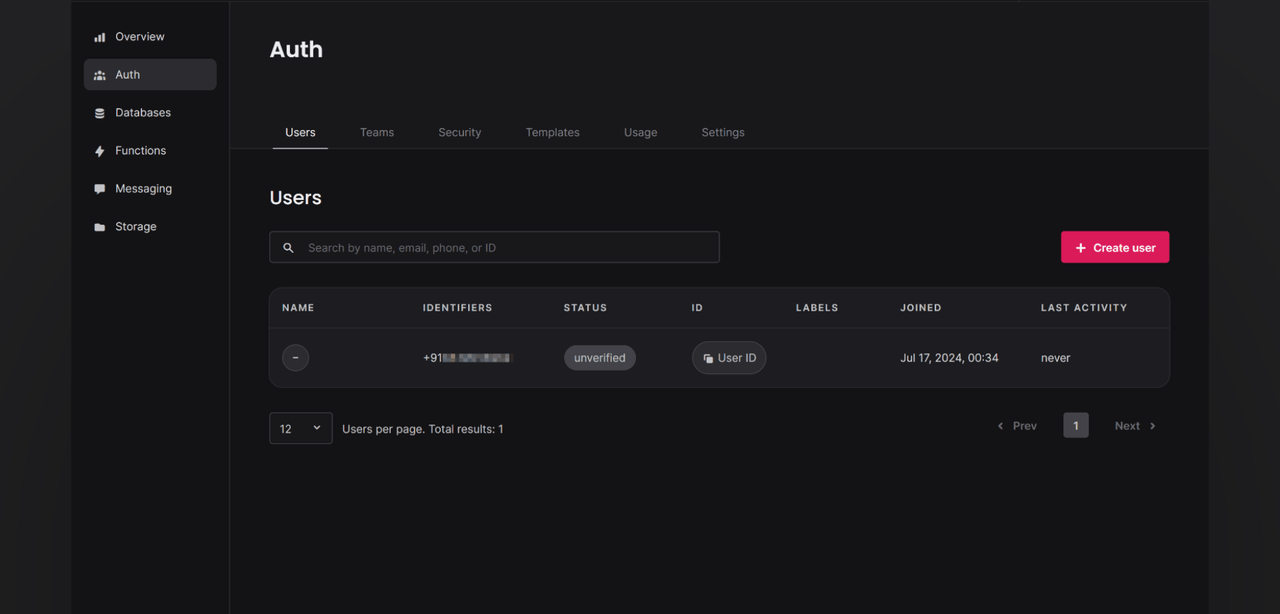 Overview
Auth
Databases
Functions
Messaging
Storage
Auth
Users Teams Security Templates Usage Settings
Users
Search by name, email, phone, or ID
+ Create user
NAME IDENTIFIERS STATUS ID LABELS JOINED LAST ACTIVITY
– +91 unverified User ID Jul 17, 2024, 00:34 never
12 Users per page. Total results: 1
Prev 1 Next